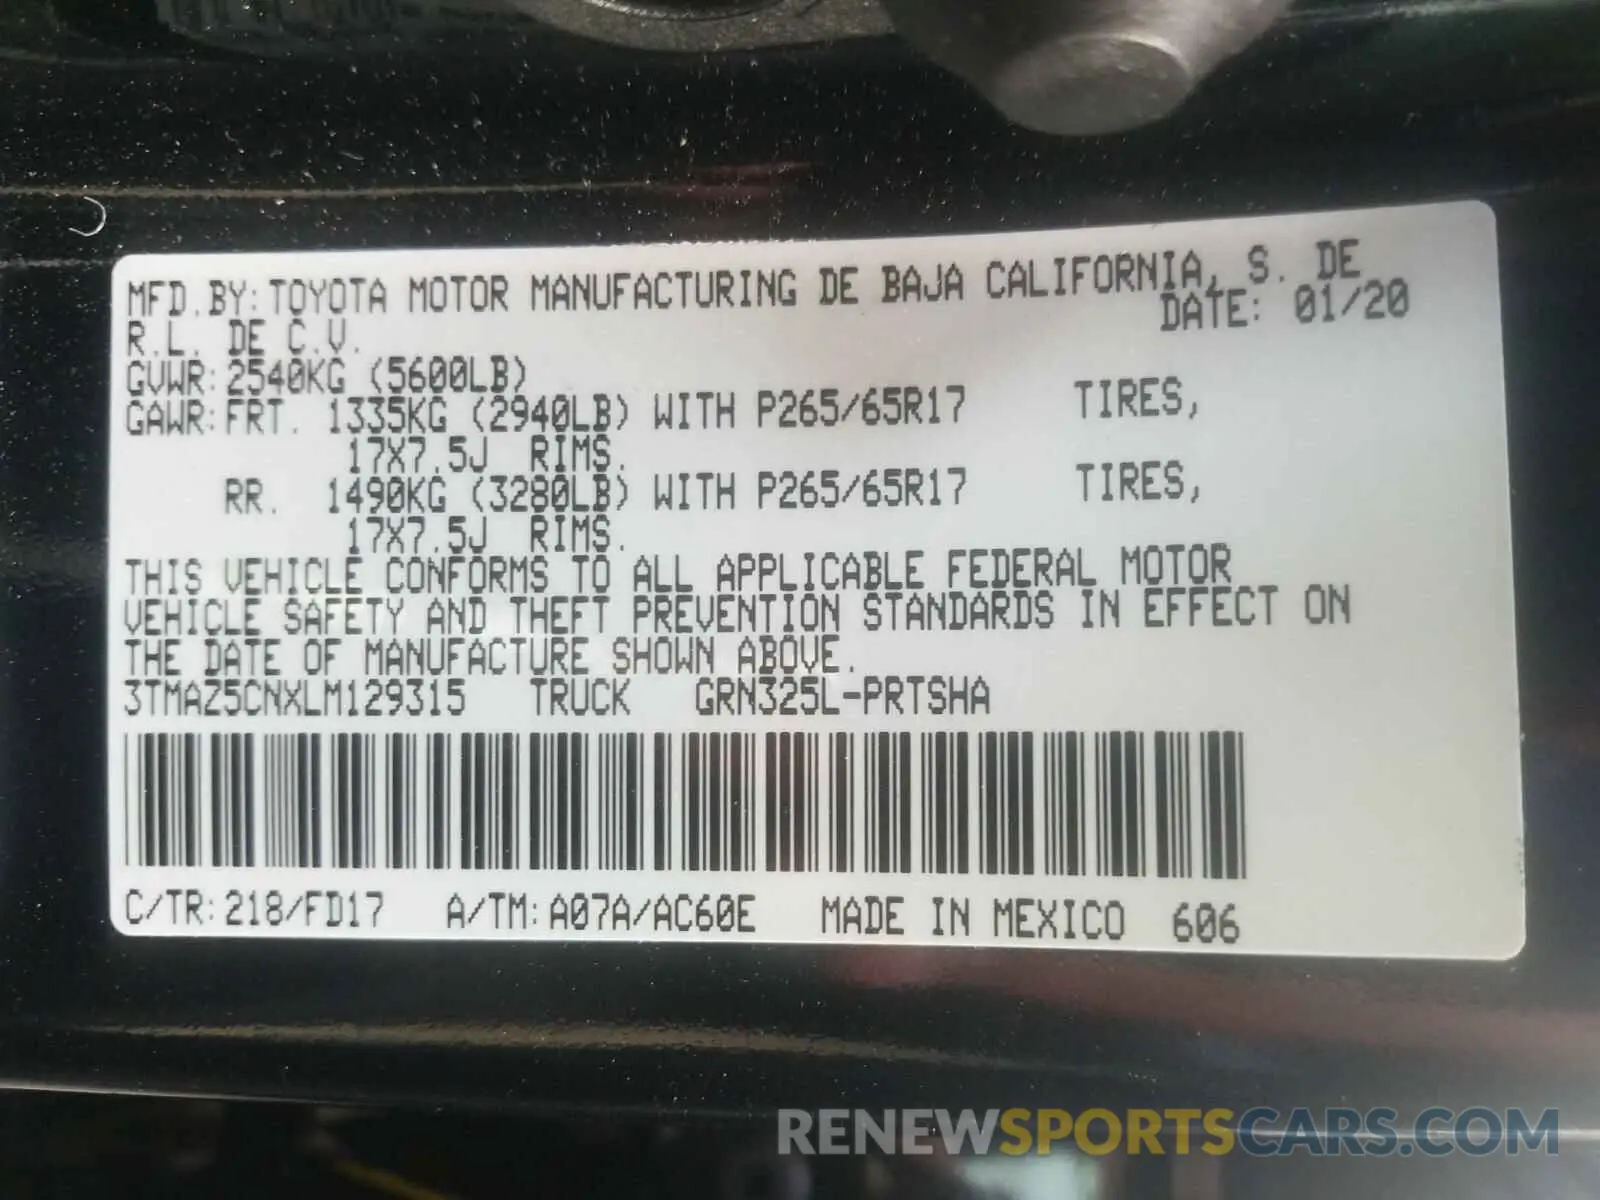 MFD.BY: TOYOTA MOTOR MANUFACTURING DE BAJA CALIFORNIA, S. DE
R.L. DE C.V. DATE: 01/20
GVWR: 2540KG (5600LB)
GAWR: FRT. 1335KG (2940LB) WITH P265/65R17 TIRES,
17X7.5J RIMS.
RR. 1490KG (3280LB) WITH P265/65R17 TIRES,
17X7.5J RIMS.
THIS VEHICLE CONFORMS TO ALL APPLICABLE FEDERAL MOTOR
VEHICLE SAFETY AND THEFT PREVENTION STANDARDS IN EFFECT ON
THE DATE OF MANUFACTURE SHOWN ABOVE.
3TMAZ5CNXLM129315 TRUCK GRN325L-PRTSHA
C/TR: 218/FD17 A/TM: A07A/AC60E MADE IN MEXICO 606
RENEWSPORTSCARS.COM